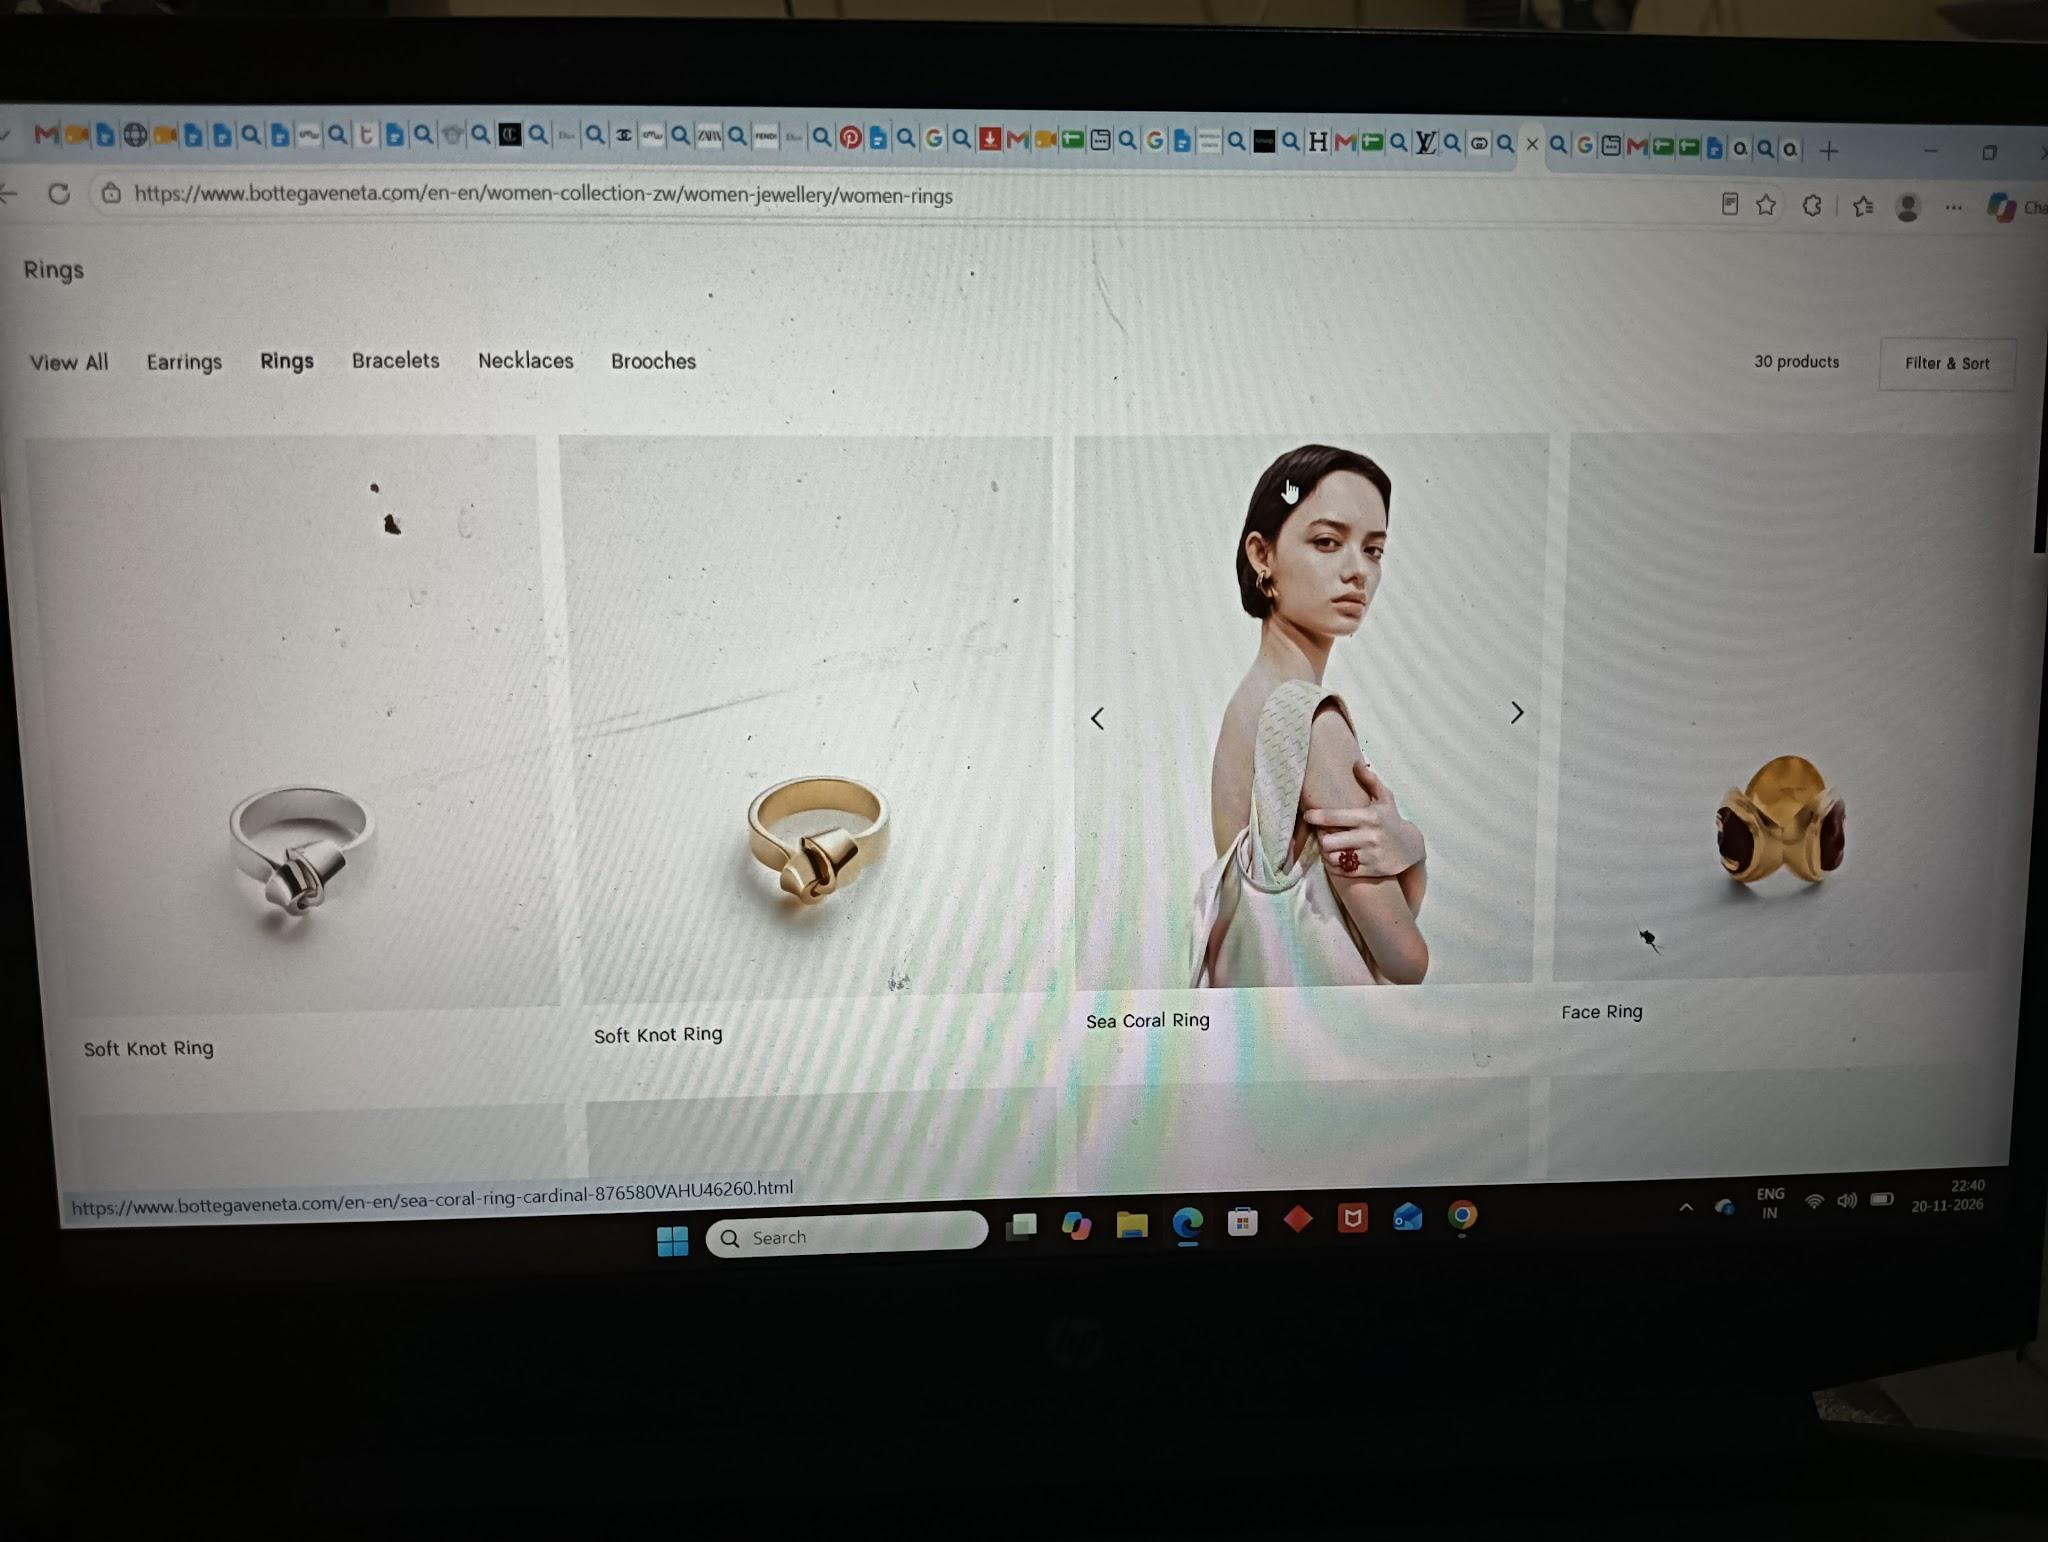 https://www.bottegaveneta.com/en-en/women-collection-zw/women-jewellery/women-rings
Rings
View All Earrings Rings Bracelets Necklaces Brooches 30 products Filter & Sort
Soft Knot Ring Soft Knot Ring Sea Coral Ring Face Ring
https://www.bottegaveneta.com/en-en/sea-coral-ring-cardinal-876580VAHU46260.html
Search
ENG
IN
22:40
20-11-2026
hp